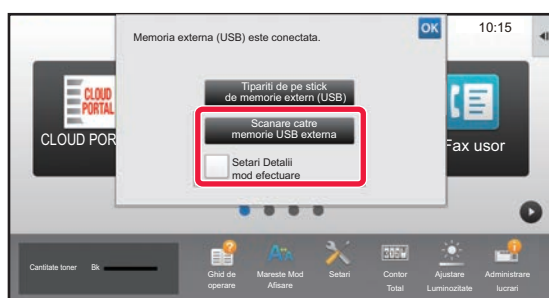 Memoria externa (USB) este conectata.
OK
10:15
Tipariti de pe stick
de memorie extern (USB)
Scanare catre
memorie USB externa
Setari Detalii
mod efectuare
CLOUD
PORTAL
CLOUD POR
Fax usor
Cantitate toner Bk
Ghid de
operare
Mareste Mod
Afisare
Setari
Contor
Total
Ajustare
Luminozitate
Administrare
lucrari